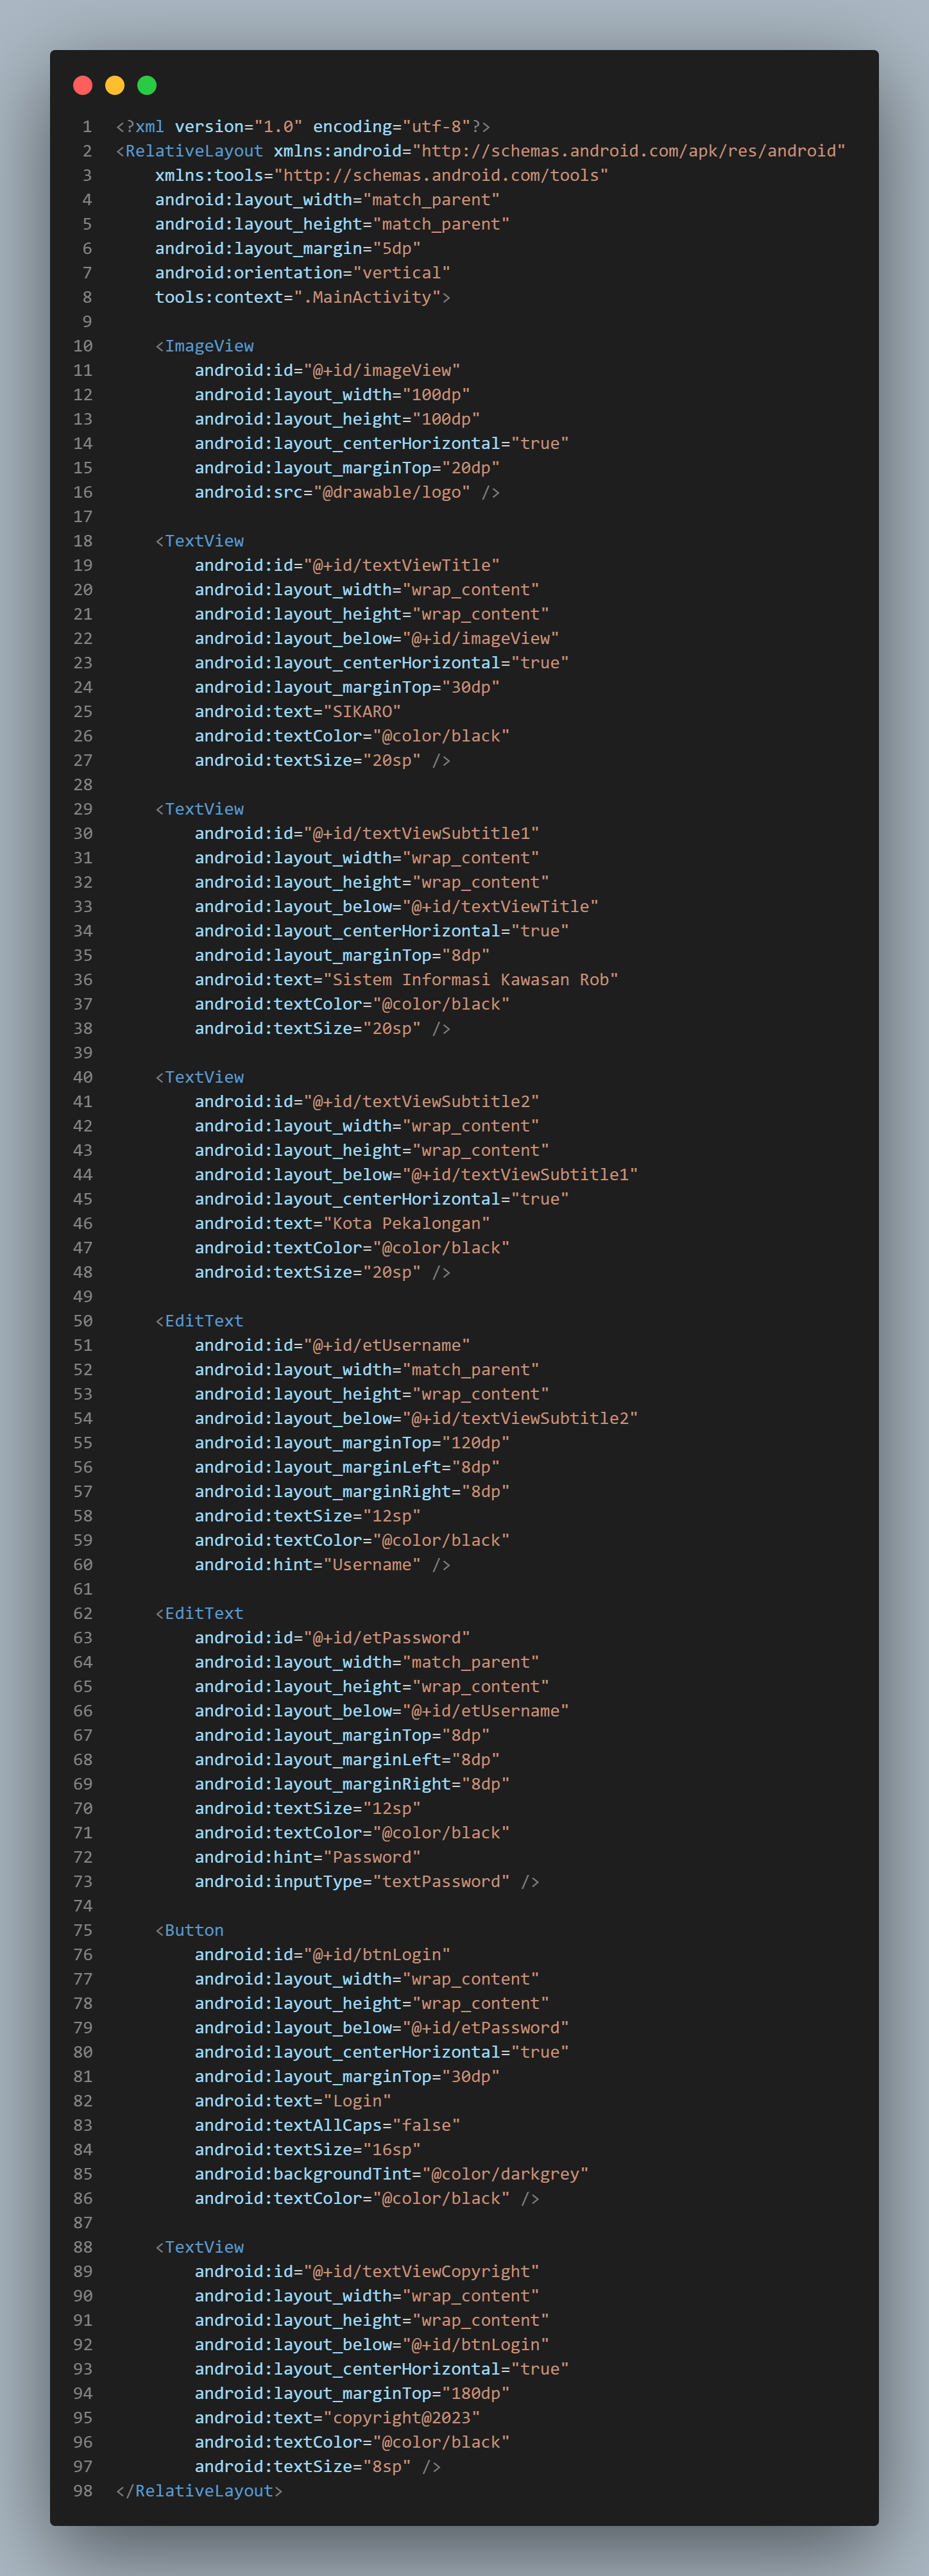 1 <?xml version="1.0" encoding="utf-8"?>
2 <RelativeLayout xmlns:android="http://schemas.android.com/apk/res/android"
3     xmlns:tools="http://schemas.android.com/tools"
4     android:layout_width="match_parent"
5     android:layout_height="match_parent"
6     android:layout_margin="5dp"
7     android:orientation="vertical"
8     tools:context=".MainActivity">
9
10     <ImageView
11         android:id="@+id/imageView"
12         android:layout_width="100dp"
13         android:layout_height="100dp"
14         android:layout_centerHorizontal="true"
15         android:layout_marginTop="20dp"
16         android:src="@drawable/logo" />
17
18     <TextView
19         android:id="@+id/textViewTitle"
20         android:layout_width="wrap_content"
21         android:layout_height="wrap_content"
22         android:layout_below="@+id/imageView"
23         android:layout_centerHorizontal="true"
24         android:layout_marginTop="30dp"
25         android:text="SIKARO"
26         android:textColor="@color/black"
27         android:textSize="20sp" />
28
29     <TextView
30         android:id="@+id/textViewSubtitle1"
31         android:layout_width="wrap_content"
32         android:layout_height="wrap_content"
33         android:layout_below="@+id/textViewTitle"
34         android:layout_centerHorizontal="true"
35         android:layout_marginTop="8dp"
36         android:text="Sistem Informasi Kawasan Rob"
37         android:textColor="@color/black"
38         android:textSize="20sp" />
39
40     <TextView
41         android:id="@+id/textViewSubtitle2"
42         android:layout_width="wrap_content"
43         android:layout_height="wrap_content"
44         android:layout_below="@+id/textViewSubtitle1"
45         android:layout_centerHorizontal="true"
46         android:text="Kota Pekalongan"
47         android:textColor="@color/black"
48         android:textSize="20sp" />
49
50     <EditText
51         android:id="@+id/etUsername"
52         android:layout_width="match_parent"
53         android:layout_height="wrap_content"
54         android:layout_below="@+id/textViewSubtitle2"
55         android:layout_marginTop="120dp"
56         android:layout_marginLeft="8dp"
57         android:layout_marginRight="8dp"
58         android:textSize="12sp"
59         android:textColor="@color/black"
60         android:hint="Username" />
61
62     <EditText
63         android:id="@+id/etPassword"
64         android:layout_width="match_parent"
65         android:layout_height="wrap_content"
66         android:layout_below="@+id/etUsername"
67         android:layout_marginTop="8dp"
68         android:layout_marginLeft="8dp"
69         android:layout_marginRight="8dp"
70         android:textSize="12sp"
71         android:textColor="@color/black"
72         android:hint="Password"
73         android:inputType="textPassword" />
74
75     <Button
76         android:id="@+id/btnLogin"
77         android:layout_width="wrap_content"
78         android:layout_height="wrap_content"
79         android:layout_below="@+id/etPassword"
80         android:layout_centerHorizontal="true"
81         android:layout_marginTop="30dp"
82         android:text="Login"
83         android:textAllCaps="false"
84         android:textSize="16sp"
85         android:backgroundTint="@color/darkgrey"
86         android:textColor="@color/black" />
87
88     <TextView
89         android:id="@+id/textViewCopyright"
90         android:layout_width="wrap_content"
91         android:layout_height="wrap_content"
92         android:layout_below="@+id/btnLogin"
93         android:layout_centerHorizontal="true"
94         android:layout_marginTop="180dp"
95         android:text="copyright@2023"
96         android:textColor="@color/black"
97         android:textSize="8sp" />
98 </RelativeLayout>